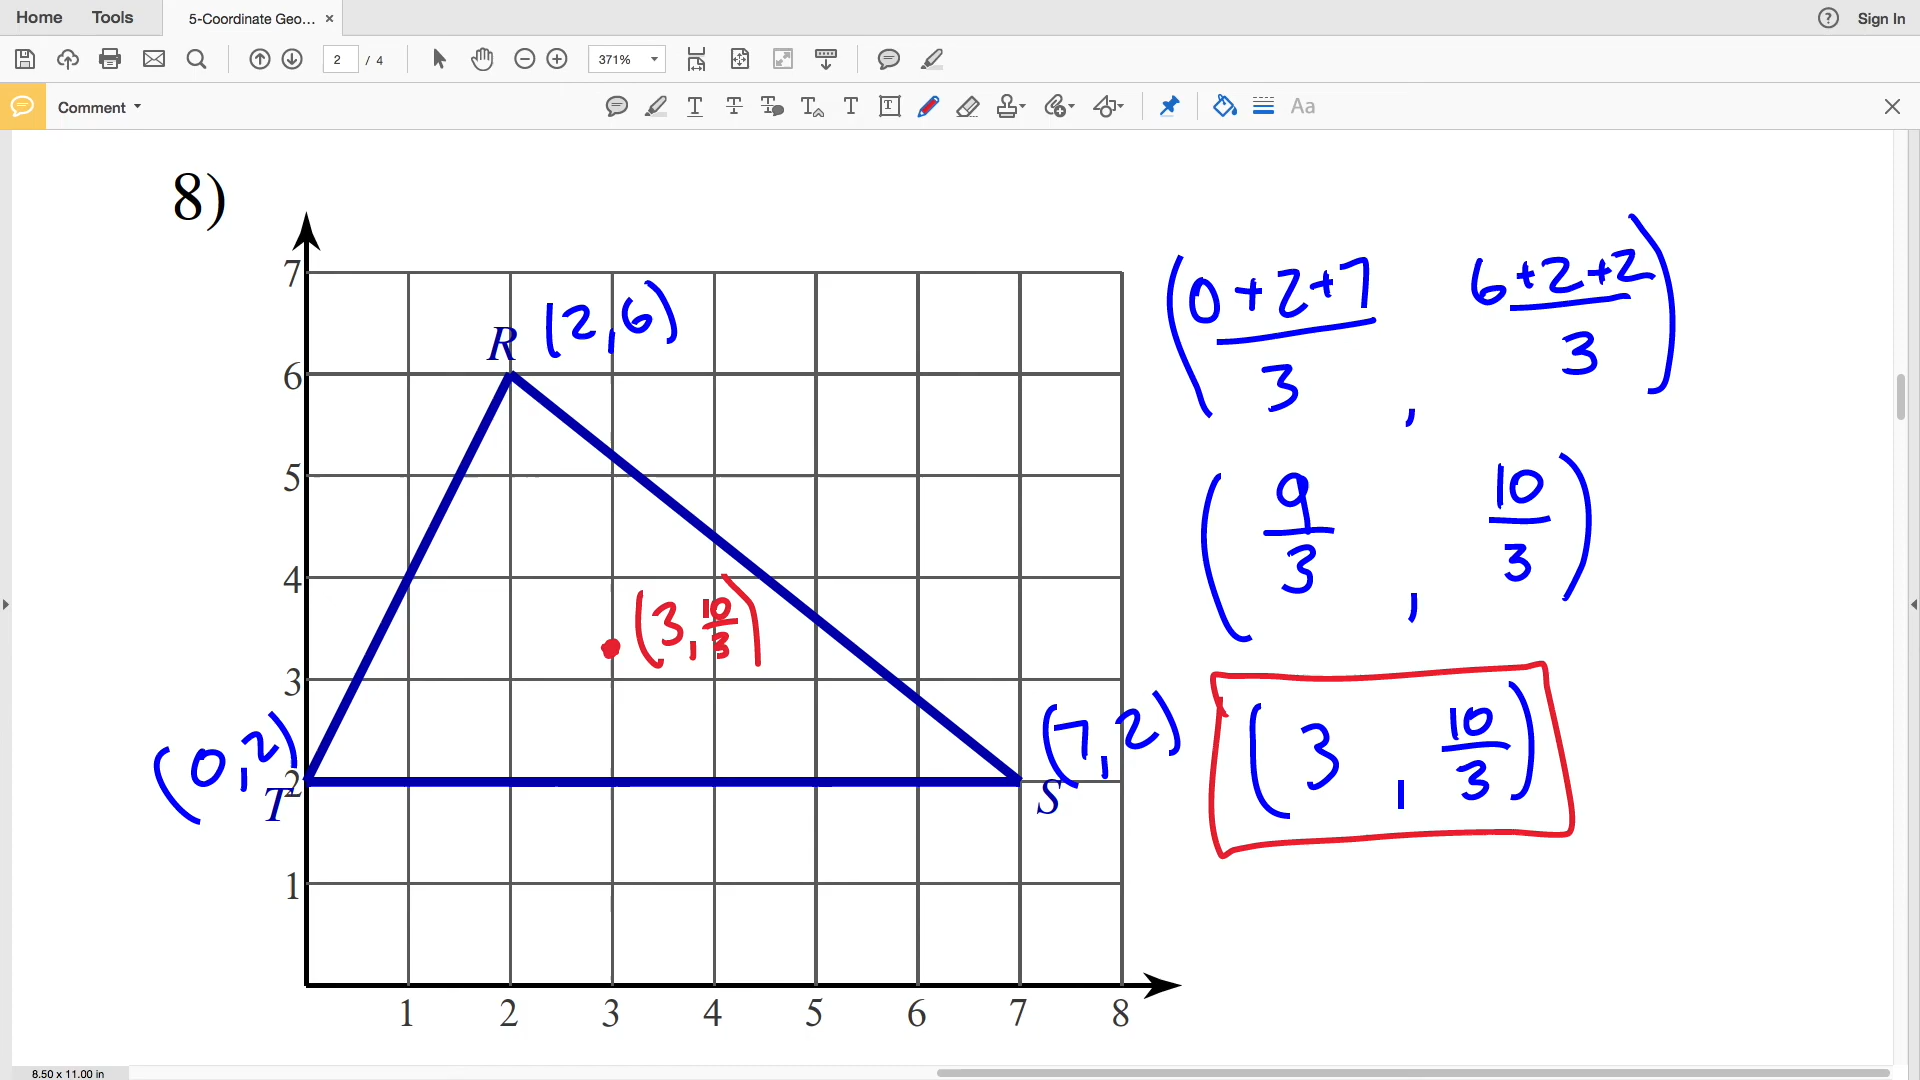 Home Tools 5-Coordinate Geo... × ? Sign In
2 / 4 371%
Comment Aa
8)
7
6
5
4
3
2
1
1 2 3 4 5 6 7 8
R (2,6)
(0,2)
T
(7,2)
S
(3, 10/3)
(0+2+7/3 , 6+2+2/3)
(9/3 , 10/3)
(3 , 10/3)
8.50 x 11.00 in